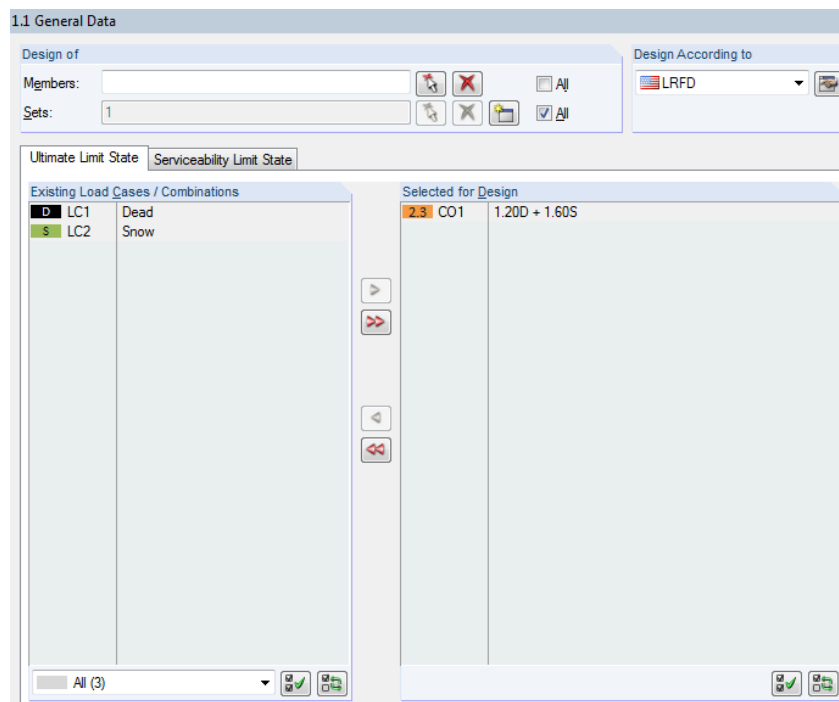 1.1 General Data
Design of
Design According to
Members:
All
LRFD
Sets:
1
All
Ultimate Limit State
Serviceability Limit State
Existing Load Cases / Combinations
Selected for Design
D LC1 Dead
2.3 CO1 1.20D + 1.60S
S LC2 Snow
All (3)